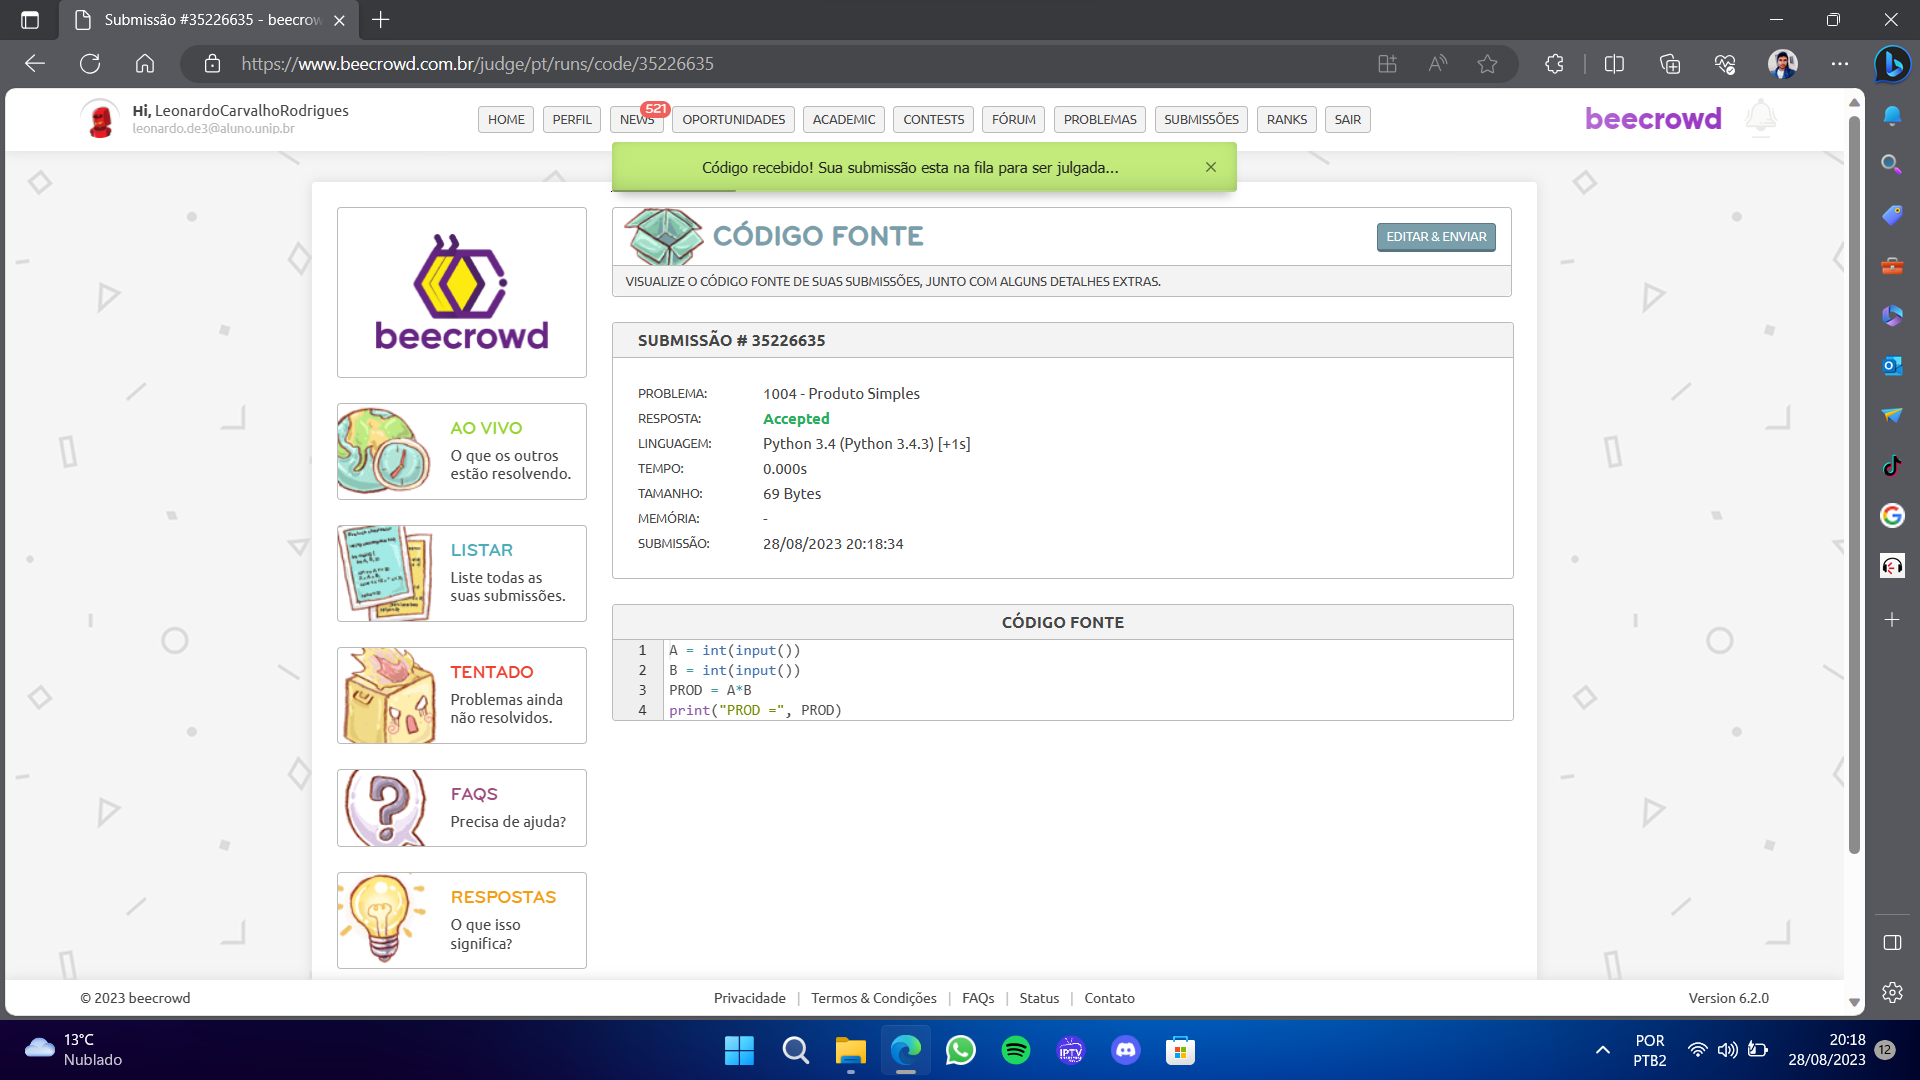 Submissão #35226635 - beecrow
https://www.beecrowd.com.br/judge/pt/runs/code/35226635
Hi, LeonardoCarvalhoRodrigues
leonardo.de3@aluno.unip.br
HOME
PERFIL
NEWS
521
OPORTUNIDADES
ACADEMIC
CONTESTS
FÓRUM
PROBLEMAS
SUBMISSÕES
RANKS
SAIR
beecrowd
Código recebido! Sua submissão esta na fila para ser julgada...
beecrowd
CÓDIGO FONTE
EDITAR & ENVIAR
VISUALIZE O CÓDIGO FONTE DE SUAS SUBMISSÕES, JUNTO COM ALGUNS DETALHES EXTRAS.
SUBMISSÃO # 35226635
PROBLEMA: 1004 - Produto Simples
RESPOSTA: Accepted
LINGUAGEM: Python 3.4 (Python 3.4.3) [+1s]
TEMPO: 0.000s
TAMANHO: 69 Bytes
MEMÓRIA: -
SUBMISSÃO: 28/08/2023 20:18:34
CÓDIGO FONTE
1 A = int(input())
2 B = int(input())
3 PROD = A*B
4 print("PROD =", PROD)
AO VIVO
O que os outros
estão resolvendo.
LISTAR
Liste todas as
suas submissões.
TENTADO
Problemas ainda
não resolvidos.
FAQS
Precisa de ajuda?
RESPOSTAS
O que isso
significa?
© 2023 beecrowd
Privacidade | Termos & Condições | FAQs | Status | Contato
Version 6.2.0
13°C
Nublado
IPTV
POR
PTB2
20:18
28/08/2023
12